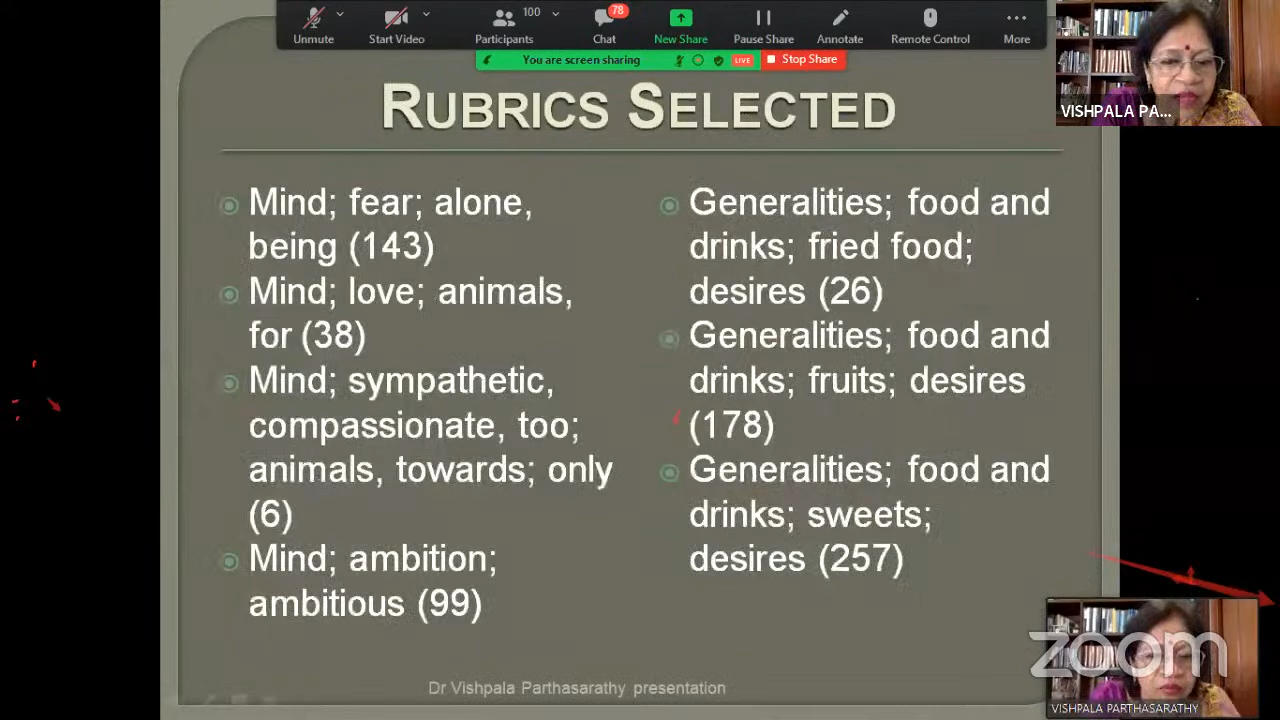 100
78
Unmute
Start Video
Participants
Chat
New Share
Pause Share
Annotate
Remote Control
More
You are screen sharing
LIVE
Stop Share
VISHPALA PA...
RUBRICS SELECTED
Mind; fear; alone,
being (143)
Mind; love; animals,
for (38)
Mind; sympathetic,
compassionate, too;
animals, towards; only
(6)
Mind; ambition;
ambitious (99)
Generalities; food and
drinks; fried food;
desires (26)
Generalities; food and
drinks; fruits; desires
(178)
Generalities; food and
drinks; sweets;
desires (257)
Dr Vishpala Parthasarathy presentation
zoom
VISHPALA PARTHASARATHY